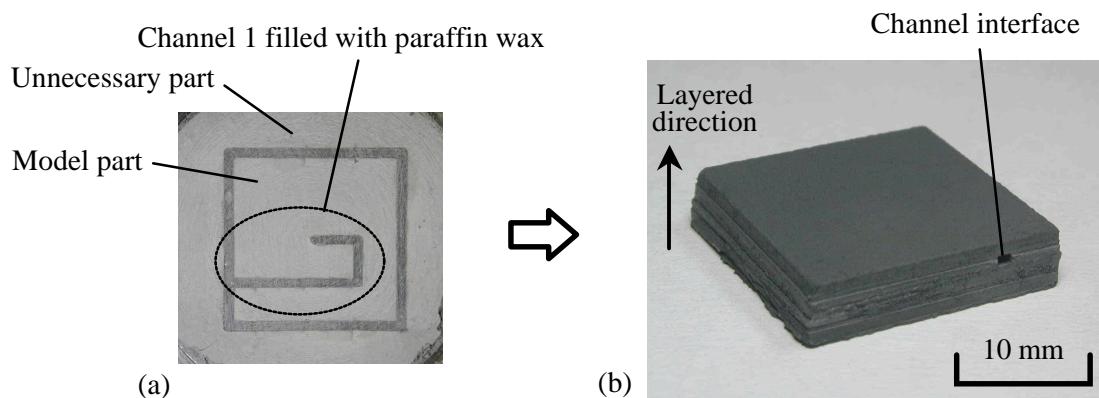 Channel 1 filled with paraffin wax
Unnecessary part
Model part
(a)
Channel interface
Layered
direction
10 mm
(b)